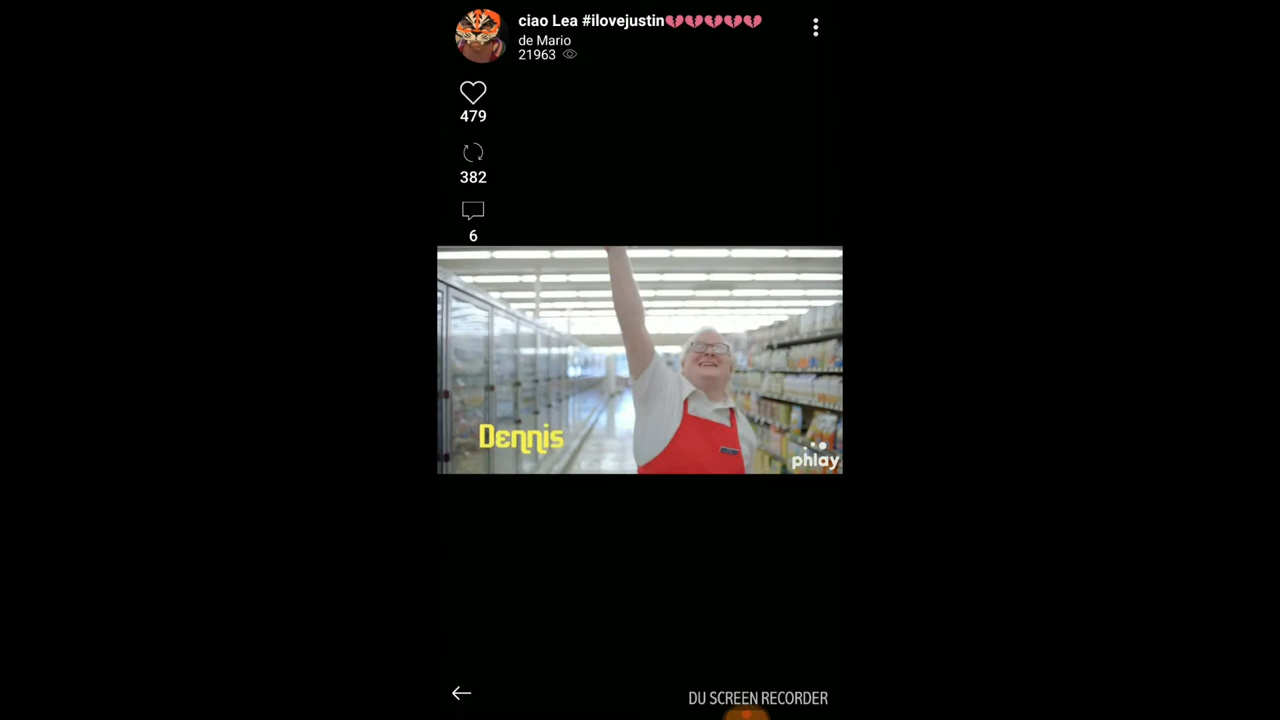 ciao Lea #ilovejustin💔💔💔💔💔
de Mario
21963
479
382
6
Dennis
phlay
DU SCREEN RECORDER